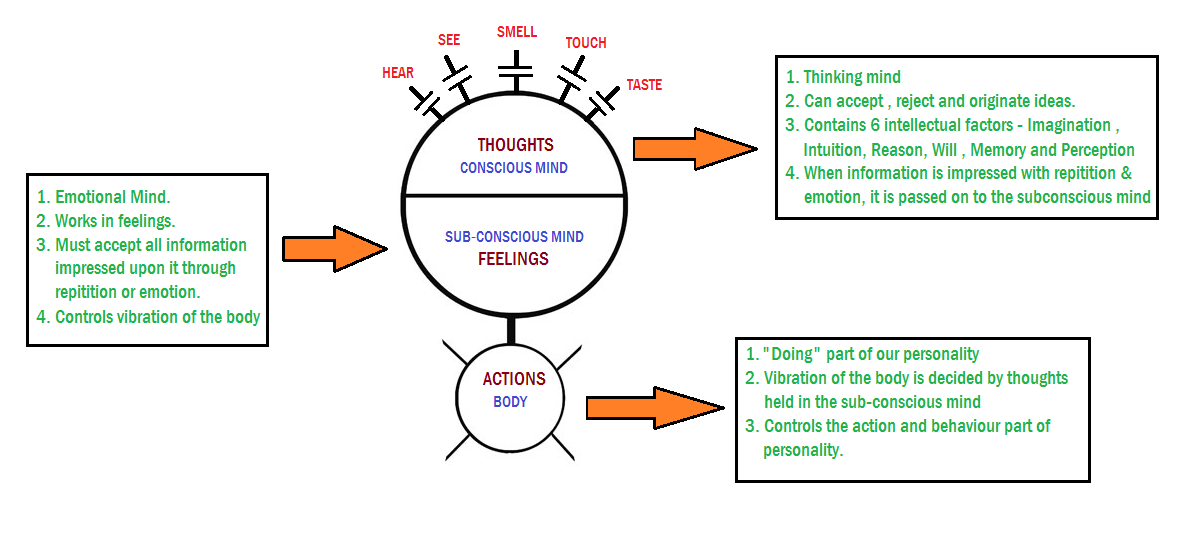 HEAR
SEE
SMELL
TOUCH
TASTE
THOUGHTS
CONSCIOUS MIND
SUB-CONSCIOUS MIND
FEELINGS
ACTIONS
BODY
1. Thinking mind
2. Can accept , reject and originate ideas.
3. Contains 6 intellectual factors - Imagination ,
Intuition, Reason, Will , Memory and Perception
4. When information is impressed with repitition &
emotion, it is passed on to the subconscious mind
1. Emotional Mind.
2. Works in feelings.
3. Must accept all information
impressed upon it through
repitition or emotion.
4. Controls vibration of the body
1. "Doing" part of our personality
2. Vibration of the body is decided by thoughts
held in the sub-conscious mind
3. Controls the action and behaviour part of
personality.